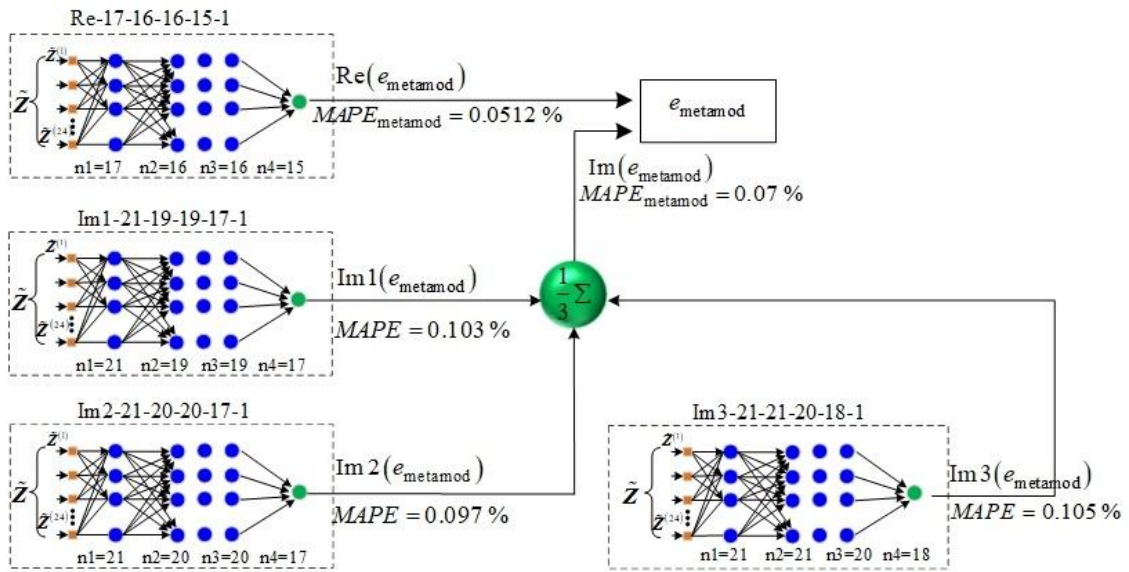 Re-17-16-16-15-1
z̃⁽¹⁾
Z̃
z̃⁽²⁴⁾
n1=17 n2=16 n3=16 n4=15
Re(e_metamod)
MAPE_metamod = 0.0512 %
e_metamod
Im(e_metamod)
MAPE_metamod = 0.07 %
Im1-21-19-19-17-1
z̃⁽¹⁾
Z̃
z̃⁽²⁴⁾
n1=21 n2=19 n3=19 n4=17
Im1(e_metamod)
MAPE = 0.103 %
1/3 Σ
Im2-21-20-20-17-1
z̃⁽¹⁾
Z̃
z̃⁽²⁴⁾
n1=21 n2=20 n3=20 n4=17
Im2(e_metamod)
MAPE = 0.097 %
Im3-21-21-20-18-1
z̃⁽¹⁾
Z̃
z̃⁽²⁴⁾
n1=21 n2=21 n3=20 n4=18
Im3(e_metamod)
MAPE = 0.105 %